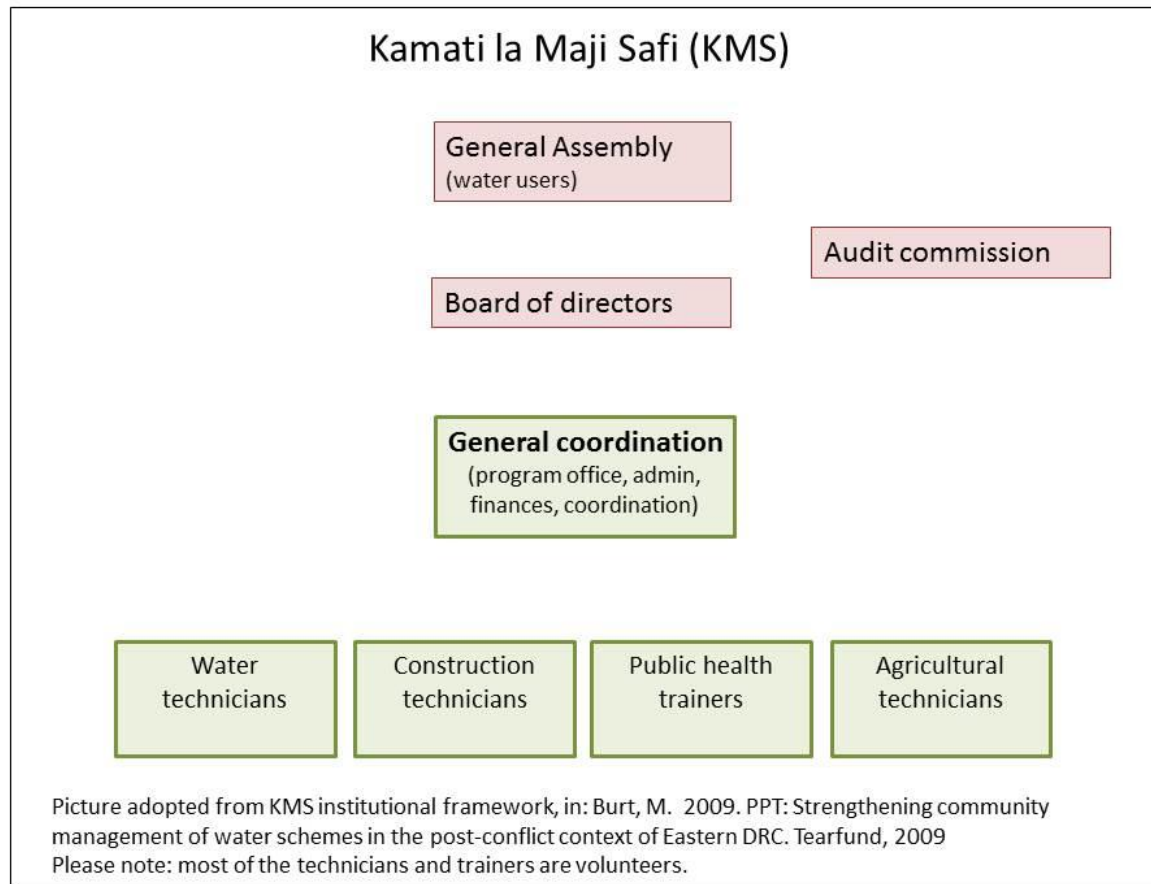 Kamati la Maji Safi (KMS)
General Assembly
(water users)
Audit commission
Board of directors
General coordination
(program office, admin,
finances, coordination)
Water
technicians
Construction
technicians
Public health
trainers
Agricultural
technicians
Picture adopted from KMS institutional framework, in: Burt, M.  2009. PPT: Strengthening community
management of water schemes in the post-conflict context of Eastern DRC. Tearfund, 2009
Please note: most of the technicians and trainers are volunteers.